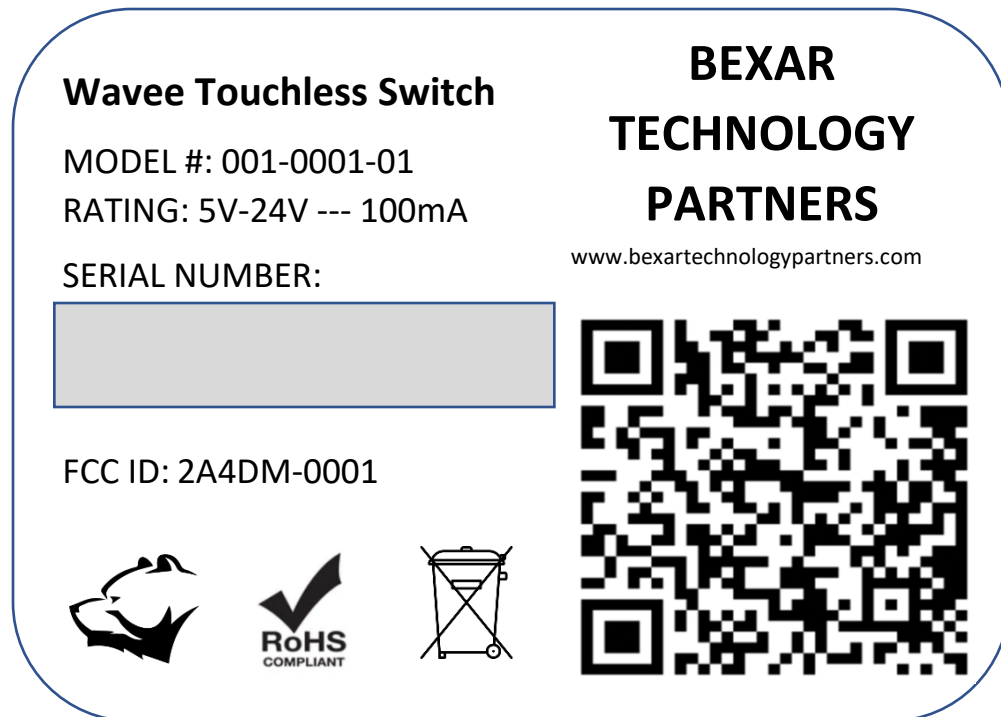 Wavee Touchless Switch
MODEL #: 001-0001-01
RATING: 5V-24V --- 100mA
SERIAL NUMBER:
FCC ID: 2A4DM-0001
RoHS
COMPLIANT
BEXAR
TECHNOLOGY
PARTNERS
www.bexartechnologypartners.com